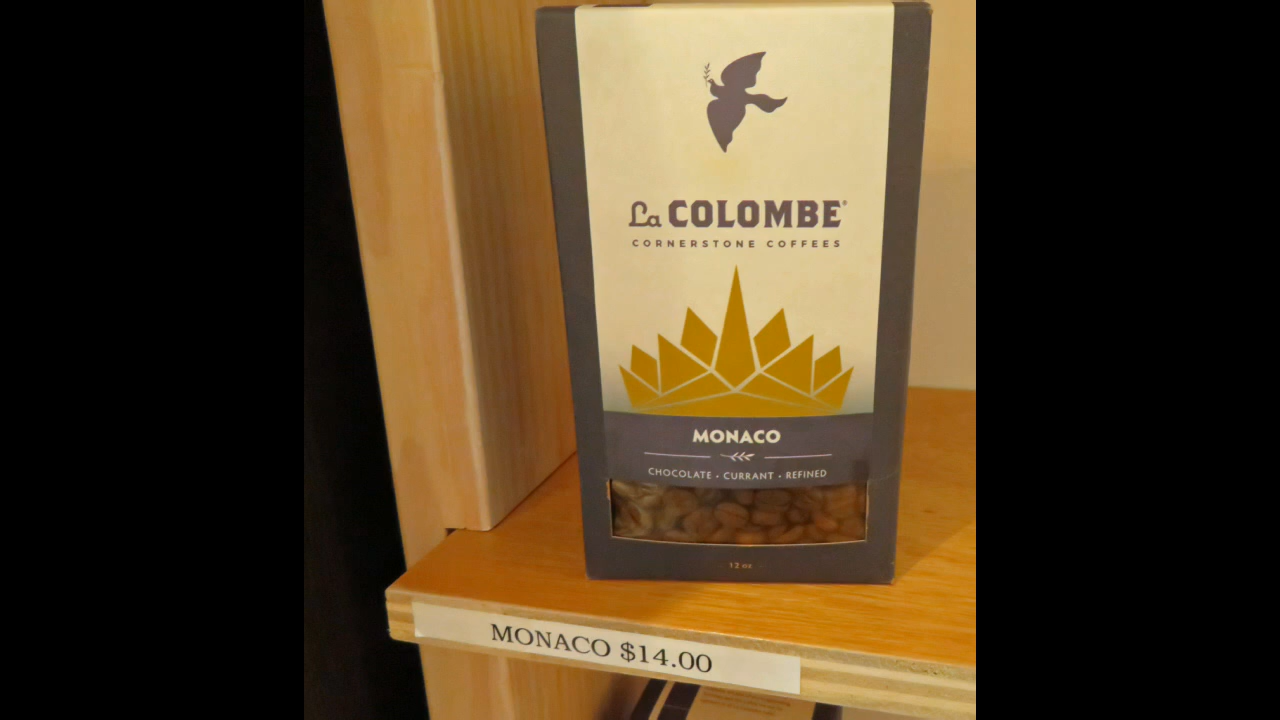 La COLOMBE®
CORNERSTONE COFFEES
MONACO
CHOCOLATE • CURRANT • REFINED
12 oz
MONACO $14.00